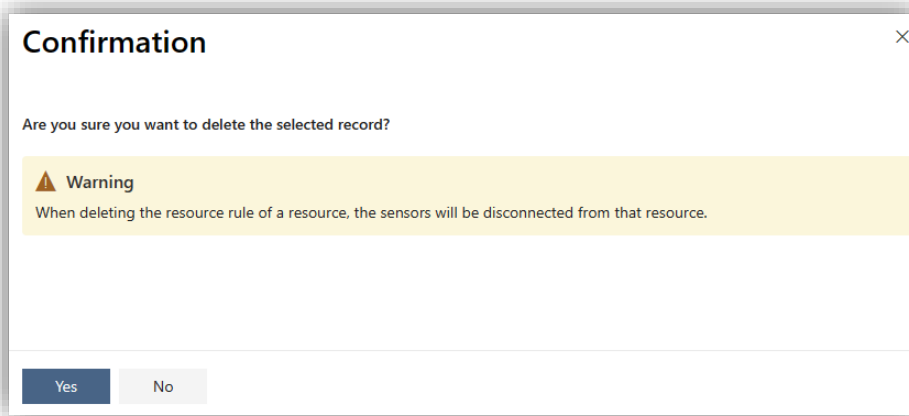 Confirmation
Are you sure you want to delete the selected record?
Warning
When deleting the resource rule of a resource, the sensors will be disconnected from that resource.
Yes
No